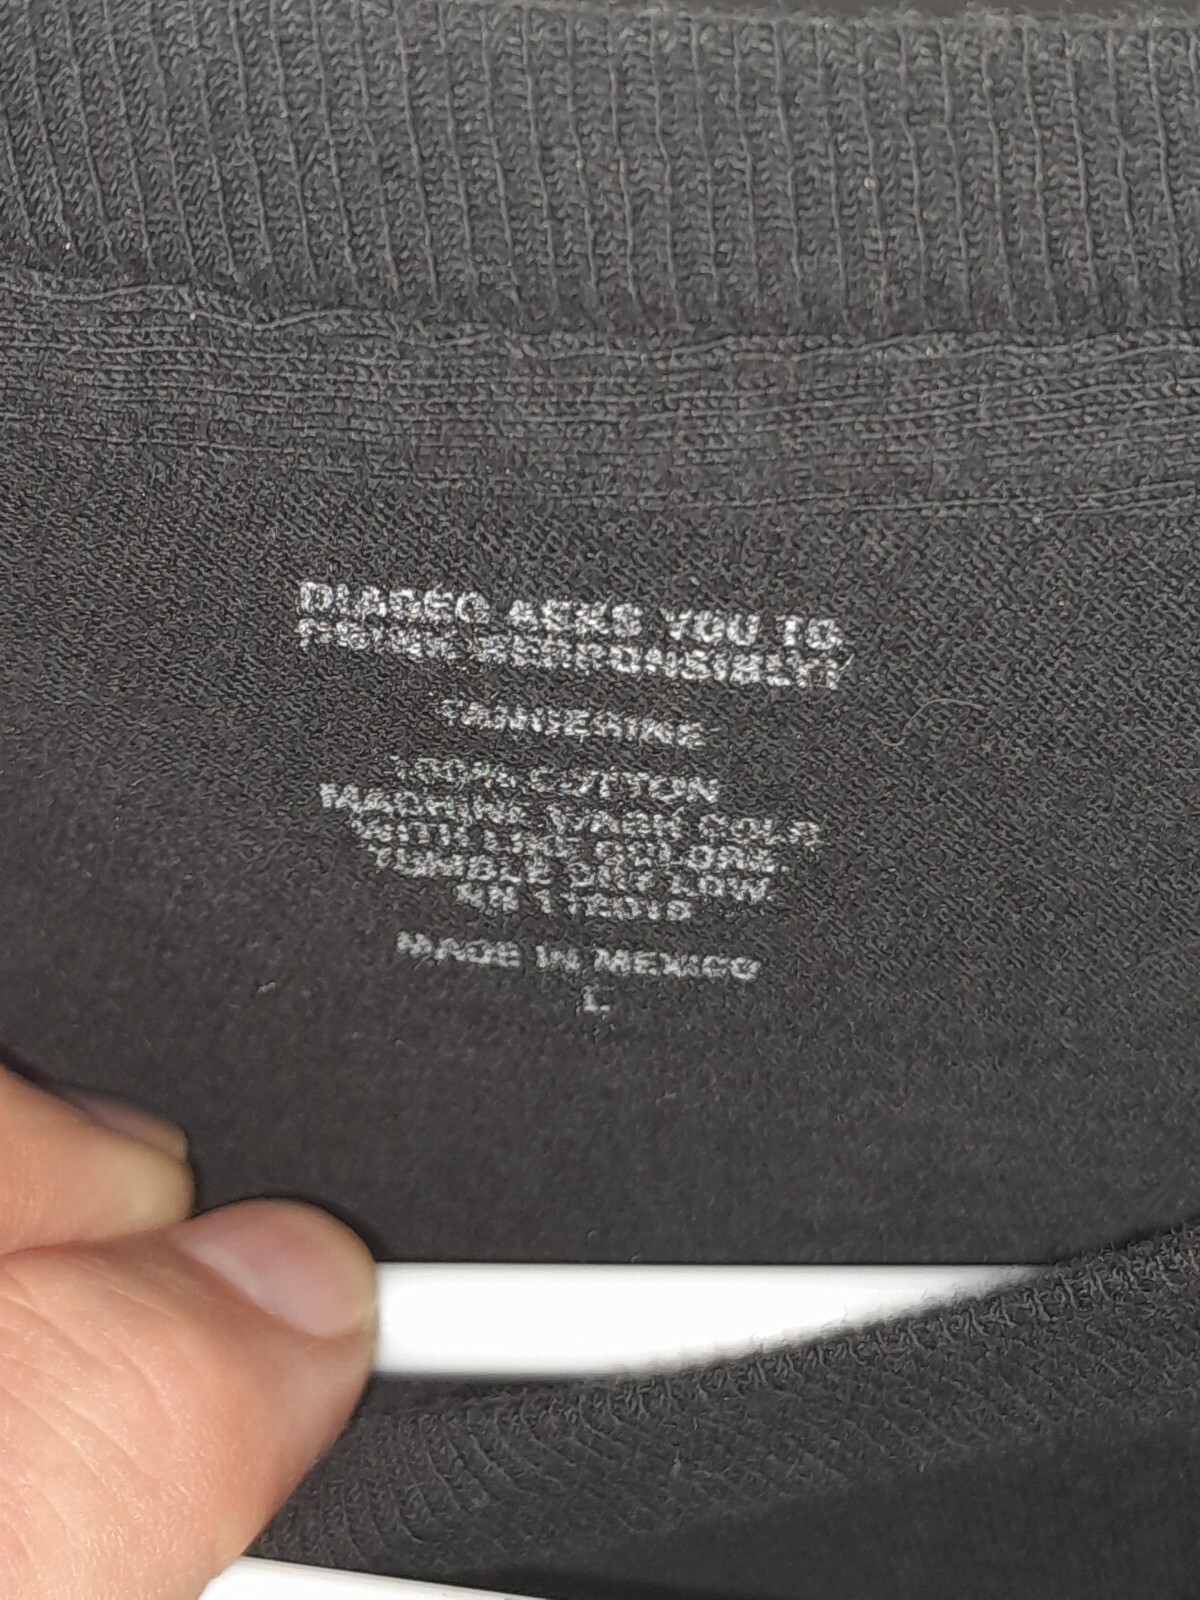 DIAGEO ASKS YOU TO
DRINK RESPONSIBLY!
TANGERINE
100% COTTON
MACHINE WASH COLD
WITH LIKE COLORS.
TUMBLE DRY LOW
MADE IN MEXICO
L